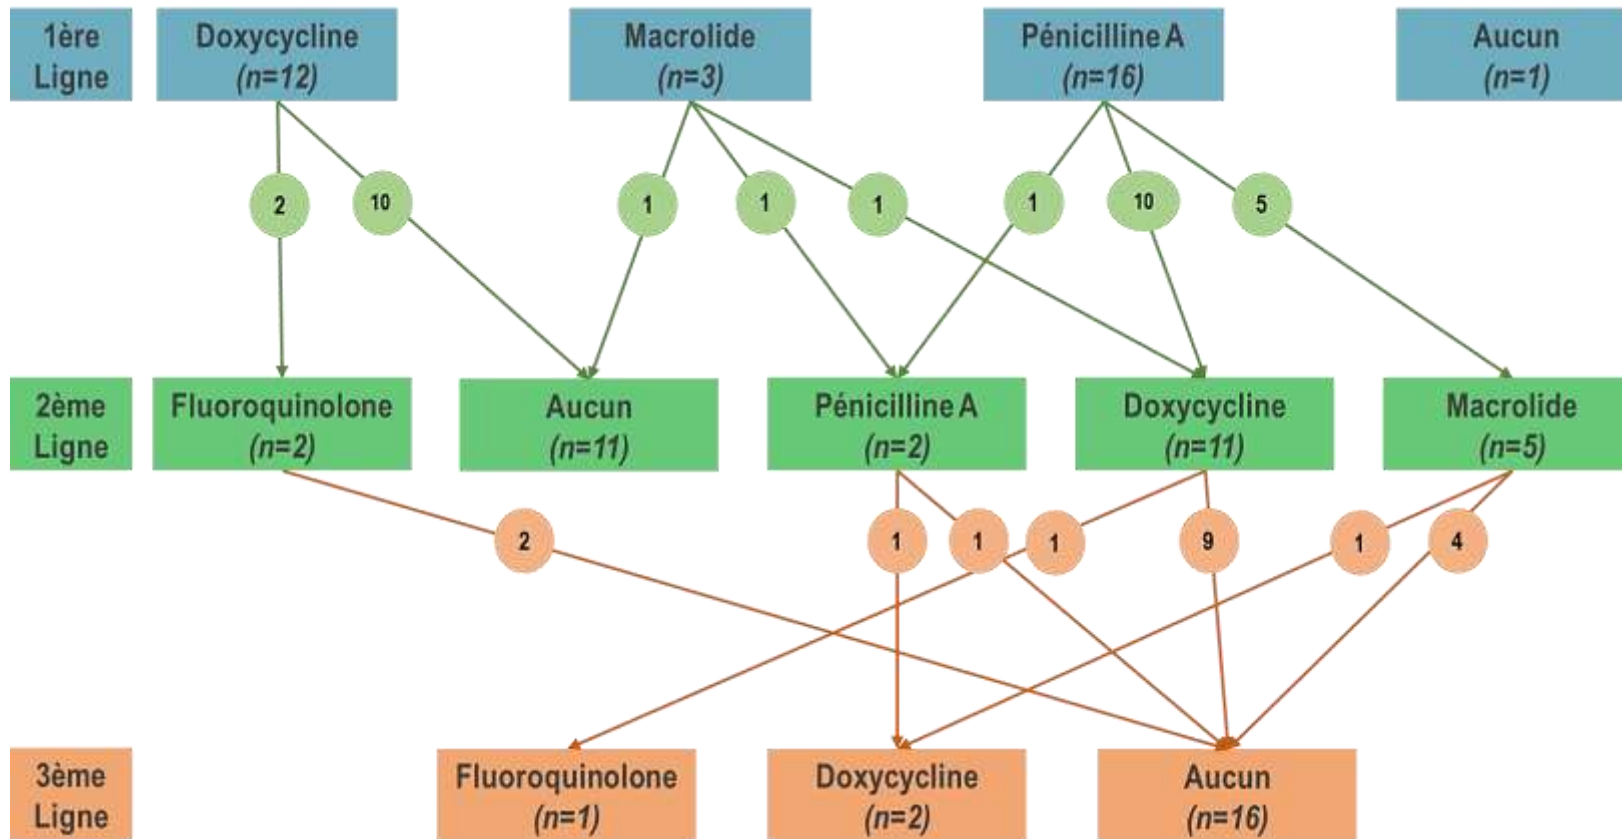 1ère
Ligne
Doxycycline
(n=12)
Macrolide
(n=3)
Pénicilline A
(n=16)
Aucun
(n=1)
2
10
1
1
1
1
10
5
2ème
Ligne
Fluoroquinolone
(n=2)
Aucun
(n=11)
Pénicilline A
(n=2)
Doxycycline
(n=11)
Macrolide
(n=5)
2
1
1
1
9
1
4
3ème
Ligne
Fluoroquinolone
(n=1)
Doxycycline
(n=2)
Aucun
(n=16)